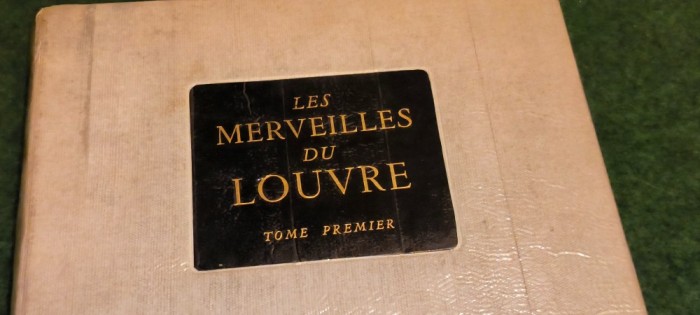 LES
MERVEILLES
DU
LOUVRE
TOME PREMIER